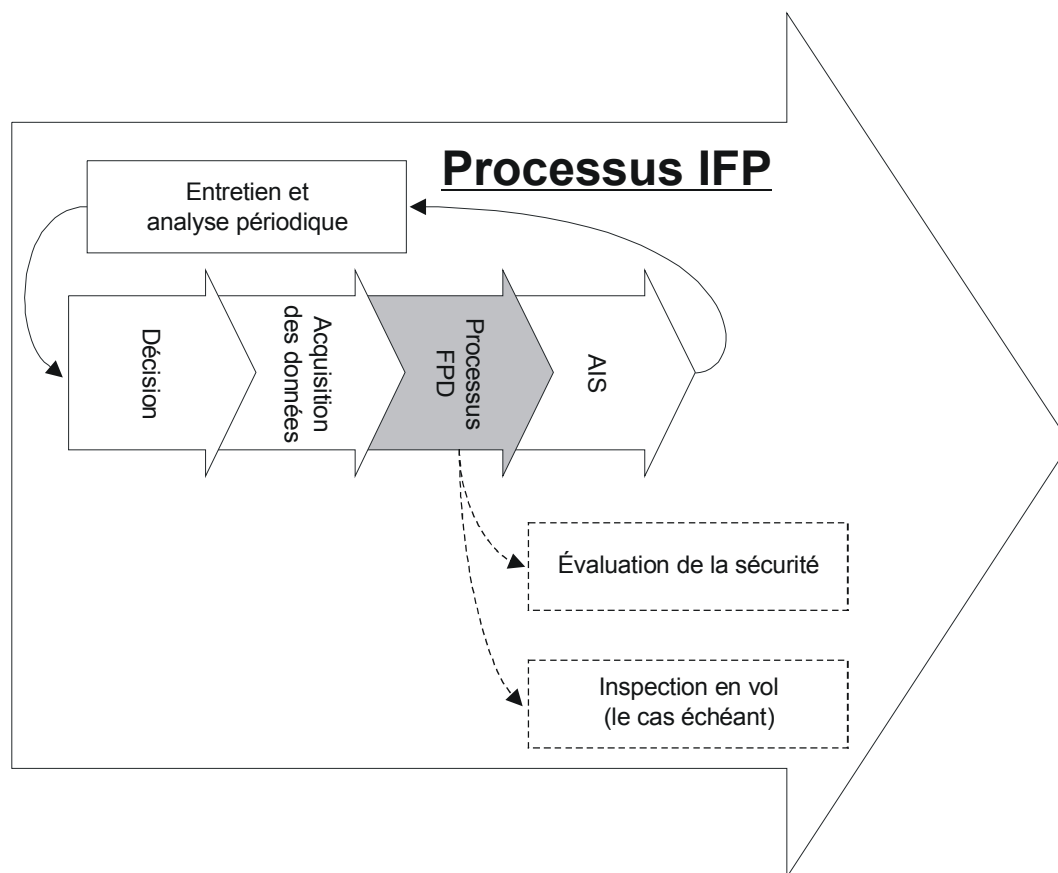 Processus IFP
Entretien et
analyse périodique
Décision
Acquisition
des données
Processus
FPD
AIS
Évaluation de la sécurité
Inspection en vol
(le cas échéant)